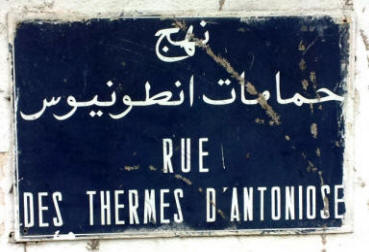 نهج
حمامات انطونيوس
RUE
DES THERMES D'ANTONIOSE